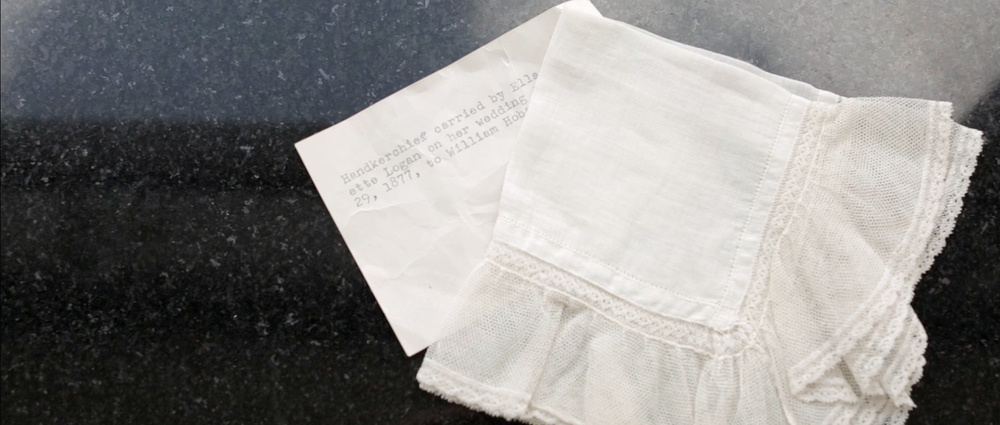 Handkerchief carried by Ella
ette Logan on her wedding
29, 1877, to William Hob